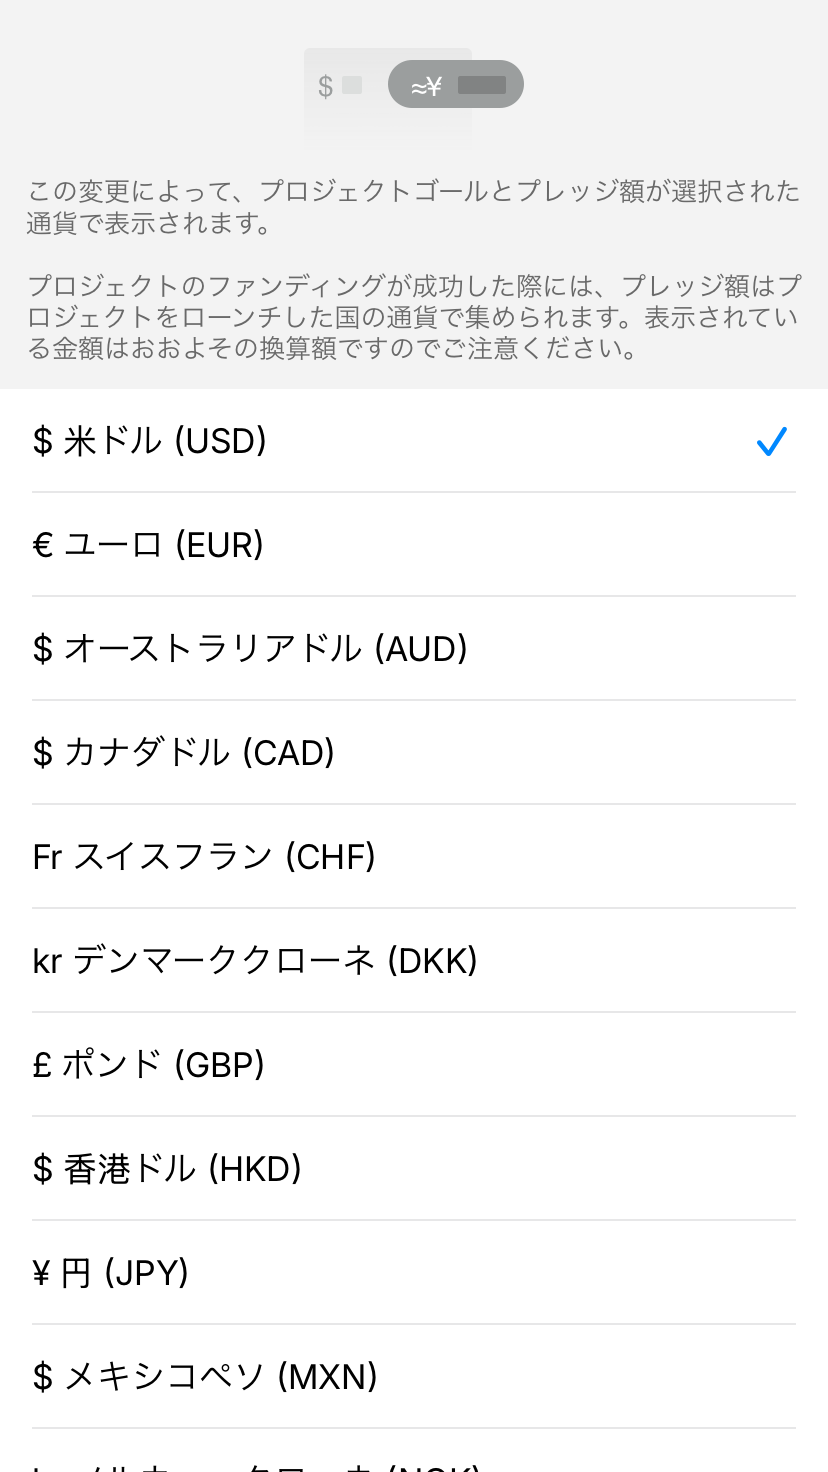 $ ≈¥
この変更によって、プロジェクトゴールとプレッジ額が選択された
通貨で表示されます。
プロジェクトのファンディングが成功した際には、プレッジ額はプ
ロジェクトをローンチした国の通貨で集められます。表示されてい
る金額はおおよその換算額ですのでご注意ください。
$ 米ドル (USD)
€ ユーロ (EUR)
$ オーストラリアドル (AUD)
$ カナダドル (CAD)
Fr スイスフラン (CHF)
kr デンマーククローネ (DKK)
£ ポンド (GBP)
$ 香港ドル (HKD)
¥ 円 (JPY)
$ メキシコペソ (MXN)